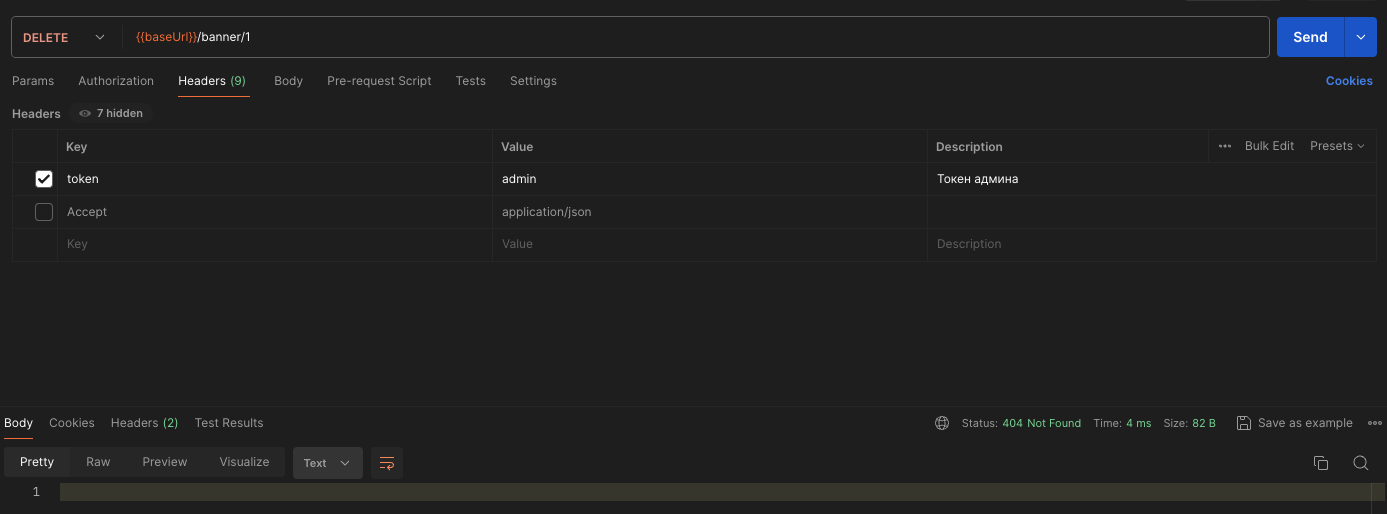 DELETE {{baseUrl}}/banner/1 Send
Params Authorization Headers (9) Body Pre-request Script Tests Settings Cookies
Headers 7 hidden
Key Value Description ••• Bulk Edit Presets
token admin Токен админа
Accept application/json
Key Value Description
Body Cookies Headers (2) Test Results Status: 404 Not Found Time: 4 ms Size: 82 B Save as example •••
Pretty Raw Preview Visualize Text
1